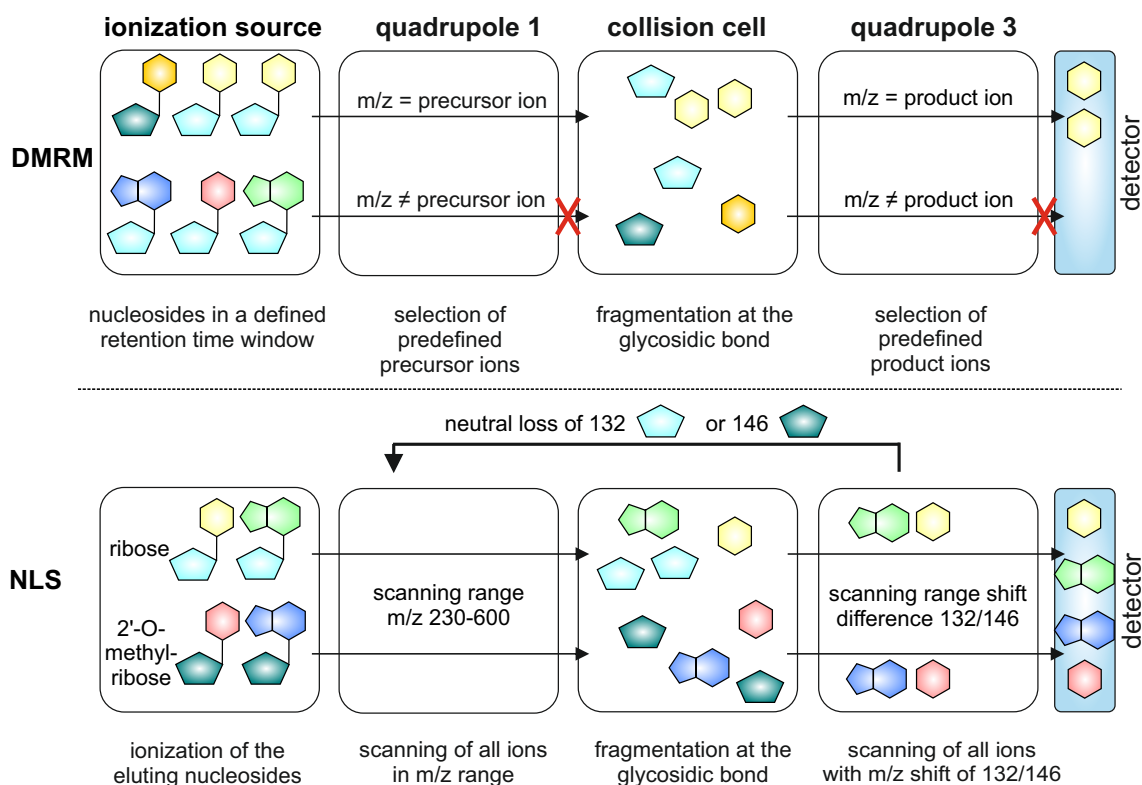 ionization source
quadrupole 1
collision cell
quadrupole 3
DMRM
m/z = precursor ion
m/z ≠ precursor ion
m/z = product ion
m/z ≠ product ion
detector
nucleosides in a defined
retention time window
selection of
predefined
precursor ions
fragmentation at the
glycosidic bond
selection of
predefined
product ions
neutral loss of 132
or 146
NLS
ribose
2'-O-
methyl-
ribose
scanning range
m/z 230-600
scanning range shift
difference 132/146
detector
ionization of the
eluting nucleosides
scanning of all ions
in m/z range
fragmentation at the
glycosidic bond
scanning of all ions
with m/z shift of 132/146